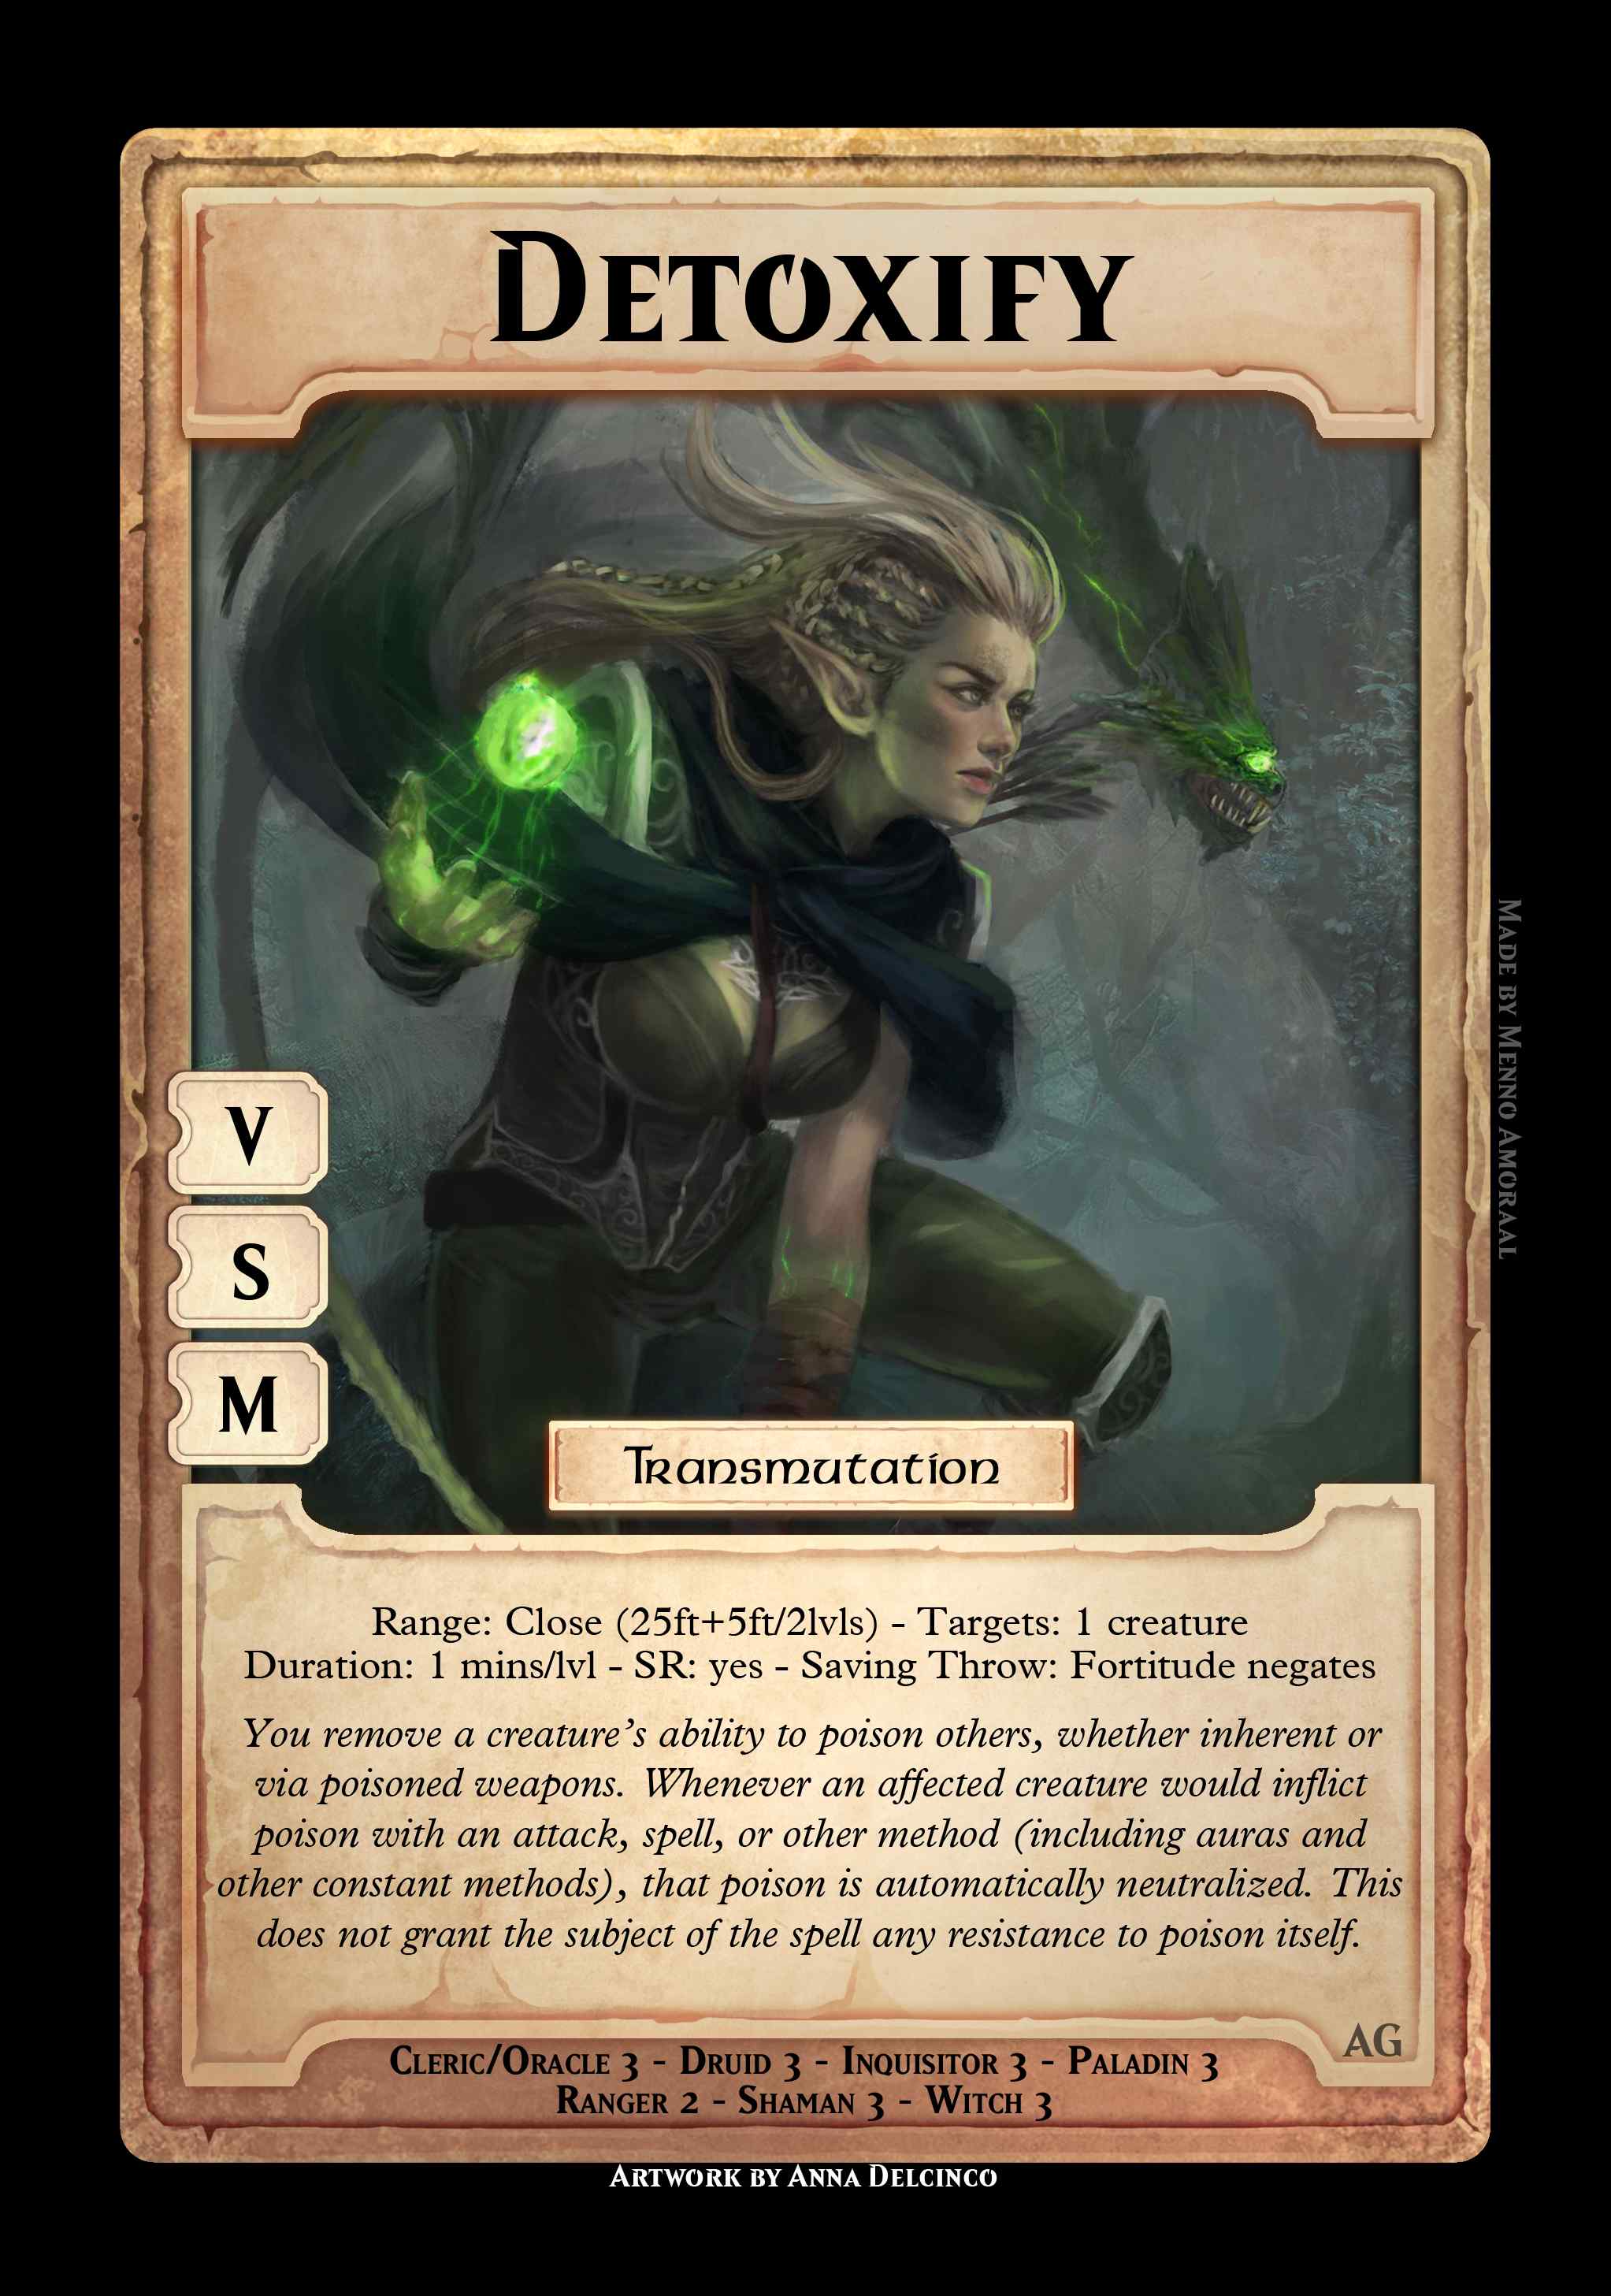 Detoxify
V
S
M
Transmutation
Range: Close (25ft+5ft/2lvls) - Targets: 1 creature
Duration: 1 mins/lvl - SR: yes - Saving Throw: Fortitude negates
You remove a creature's ability to poison others, whether inherent or
via poisoned weapons. Whenever an affected creature would inflict
poison with an attack, spell, or other method (including auras and
other constant methods), that poison is automatically neutralized. This
does not grant the subject of the spell any resistance to poison itself.
AG
Cleric/Oracle 3 - Druid 3 - Inquisitor 3 - Paladin 3
Ranger 2 - Shaman 3 - Witch 3
Artwork by Anna Delcinco
Made by Menno Amoraal